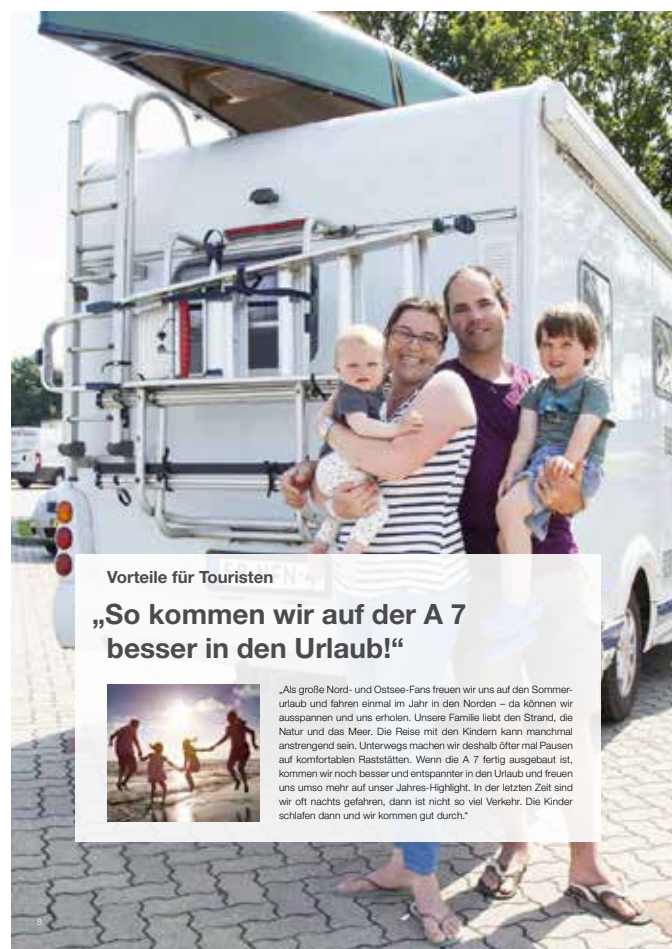 Vorteile für Touristen
„So kommen wir auf der A 7
besser in den Urlaub!“
„Als große Nord- und Ostsee-Fans freuen wir uns auf den Sommer-
urlaub und fahren einmal im Jahr in den Norden – da können wir
ausspannen und uns erholen. Unsere Familie liebt den Strand, die
Natur und das Meer. Die Reise mit den Kindern kann manchmal
anstrengend sein. Unterwegs machen wir deshalb öfter mal Pausen
auf komfortablen Raststätten. Wenn die A 7 fertig ausgebaut ist,
kommen wir noch besser und entspannter in den Urlaub und freuen
uns umso mehr auf unser Jahres-Highlight. In der letzten Zeit sind
wir oft nachts gefahren, dann ist nicht so viel Verkehr. Die Kinder
schlafen dann und wir kommen gut durch.“
8